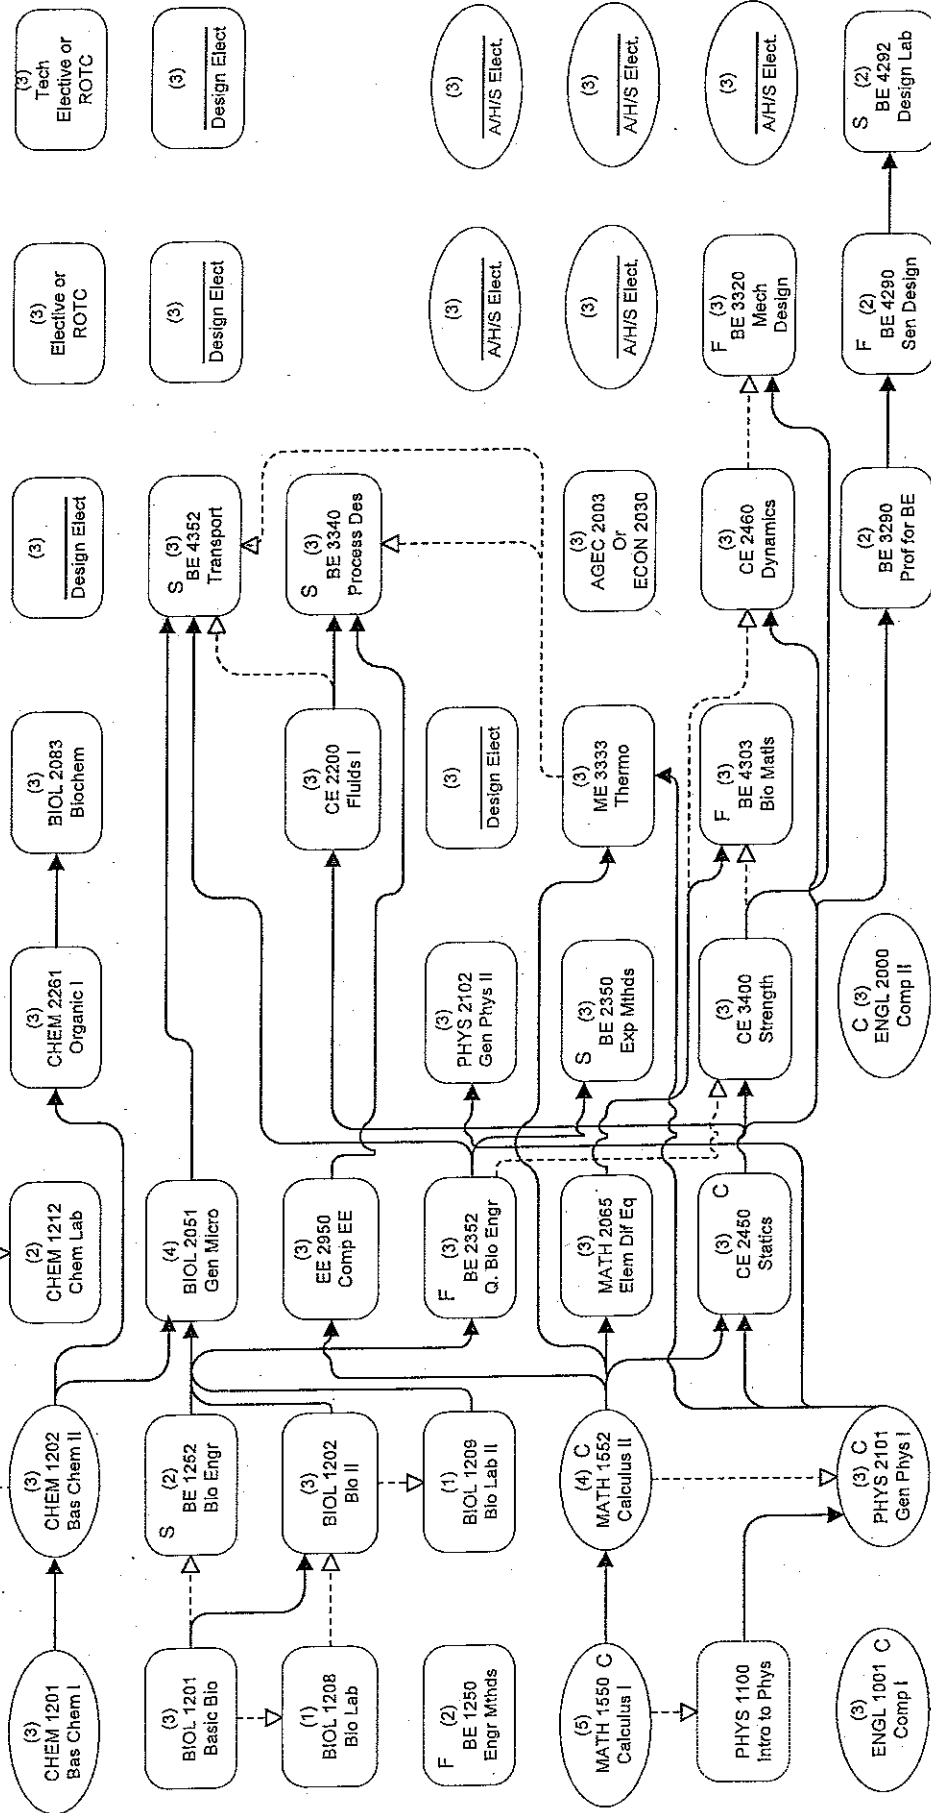 (3)
CHEM 1201
Bas Chem I
(3)
BIOL 1201
Basic Bio
(1)
BIOL 1208
Bio Lab
F (2)
BE 1250
Engr Mthds
(5)
MATH 1550 C
Calculus I
PHYS 1100
Intro to Phys
(3)
ENGL 1001 C
Comp I
(3)
CHEM 1202
Bas Chem II
S (2)
BE 1252
Bio Engr
(3)
BIOL 1202
Bio II
(1)
BIOL 1209
Bio Lab II
(4) C
MATH 1552
Calculus II
(3) C
PHYS 2101
Gen Phys I
(2)
CHEM 1212
Chem Lab
(4)
BIOL 2051
Gen Micro
(3)
EE 2950
Comp EE
F (3)
BE 2352
Q. Bio Engr
(3)
MATH 2065
Elem Dif Eq
(3) C
CE 2450
Statics
(3)
CHEM 2261
Organic I
(3)
PHYS 2102
Gen Phys II
S (3)
BE 2350
Exp Mthds
(3)
CE 3400
Strength
C (3)
ENGL 2000
Comp II
(3)
BIOL 2083
Biochem
(3)
CE 2200
Fluids I
(3)
Design Elect
(3)
ME 3333
Thermo
F (3)
BE 4303
Bio Matls
(3)
Design Elect
S (3)
BE 4352
Transport
S (3)
BE 3340
Process Des
(3)
AGEC 2003
Or
ECON 2030
(3)
CE 2460
Dynamics
(2)
BE 3290
Prof for BE
(3)
Elective or
ROTC
(3)
Design Elect
(3)
A/H/S Elect.
(3)
A/H/S Elect.
F (3)
BE 3320
Mech
Design
F (2)
BE 4290
Sen Design
(3)
Tech
Elective or
ROTC
(3)
Design Elect
(3)
A/H/S Elect.
(3)
A/H/S Elect.
(3)
A/H/S Elect.
S (2)
BE 4292
Design Lab